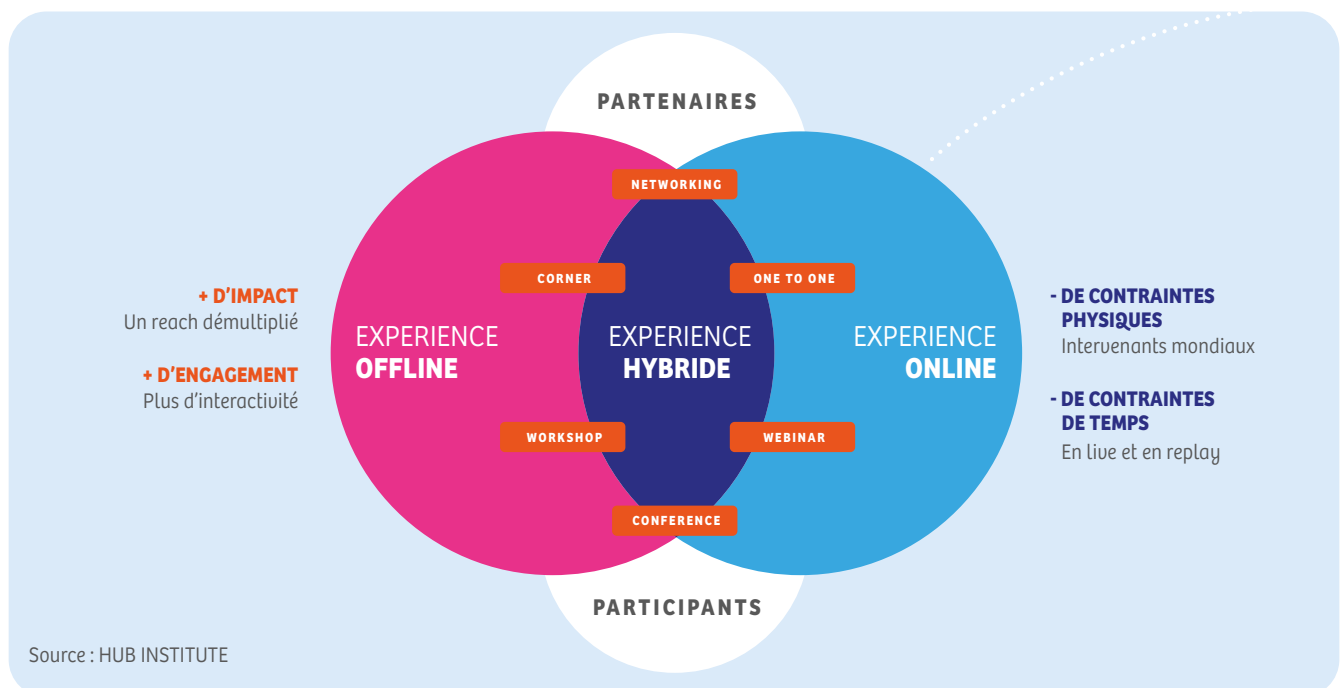 PARTENAIRES
NETWORKING
CORNER
ONE TO ONE
+ D'IMPACT
Un reach démultiplié
+ D'ENGAGEMENT
Plus d'interactivité
EXPERIENCE
OFFLINE
EXPERIENCE
HYBRIDE
EXPERIENCE
ONLINE
- DE CONTRAINTES
PHYSIQUES
Intervenants mondiaux
- DE CONTRAINTES
DE TEMPS
En live et en replay
WORKSHOP
WEBINAR
CONFERENCE
PARTICIPANTS
Source : HUB INSTITUTE